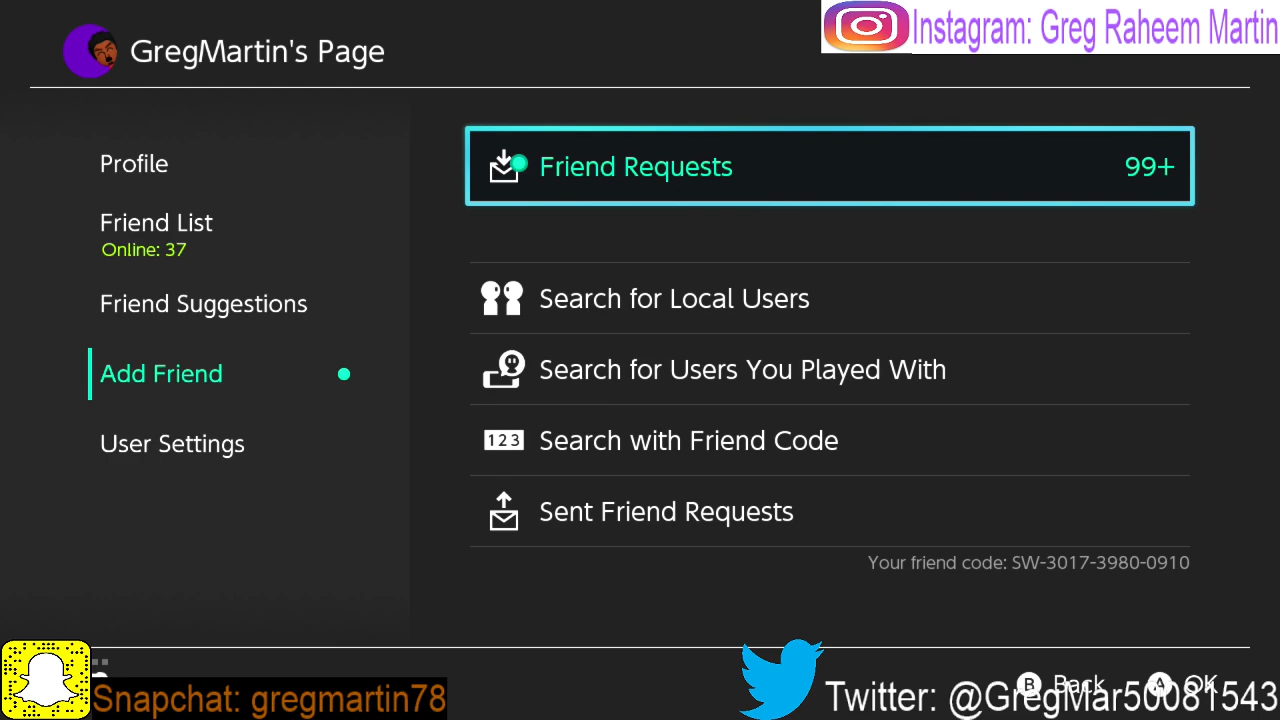 GregMartin's Page
Instagram: Greg Raheem Martin
Profile
Friend List
Online: 37
Friend Suggestions
Add Friend
User Settings
Friend Requests 99+
Search for Local Users
Search for Users You Played With
123 Search with Friend Code
Sent Friend Requests
Your friend code: SW-3017-3980-0910
Snapchat: gregmartin78
Twitter: @GregMar50081543
B Back A OK